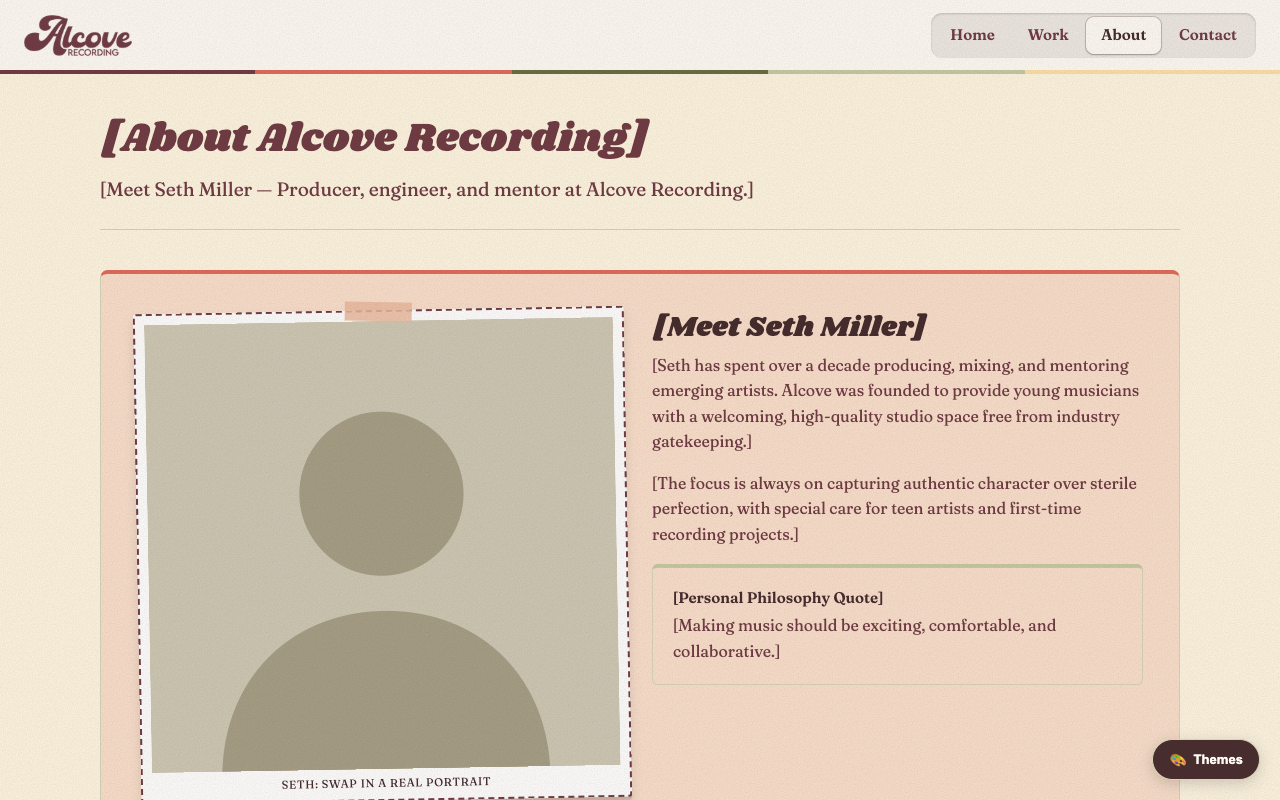 Alcove
RECORDING
Home Work About Contact
[About Alcove Recording]
[Meet Seth Miller — Producer, engineer, and mentor at Alcove Recording.]
[Meet Seth Miller]
[Seth has spent over a decade producing, mixing, and mentoring
emerging artists. Alcove was founded to provide young musicians
with a welcoming, high-quality studio space free from industry
gatekeeping.]
[The focus is always on capturing authentic character over sterile
perfection, with special care for teen artists and first-time
recording projects.]
[Personal Philosophy Quote]
[Making music should be exciting, comfortable, and
collaborative.]
SETH: SWAP IN A REAL PORTRAIT
🎨 Themes